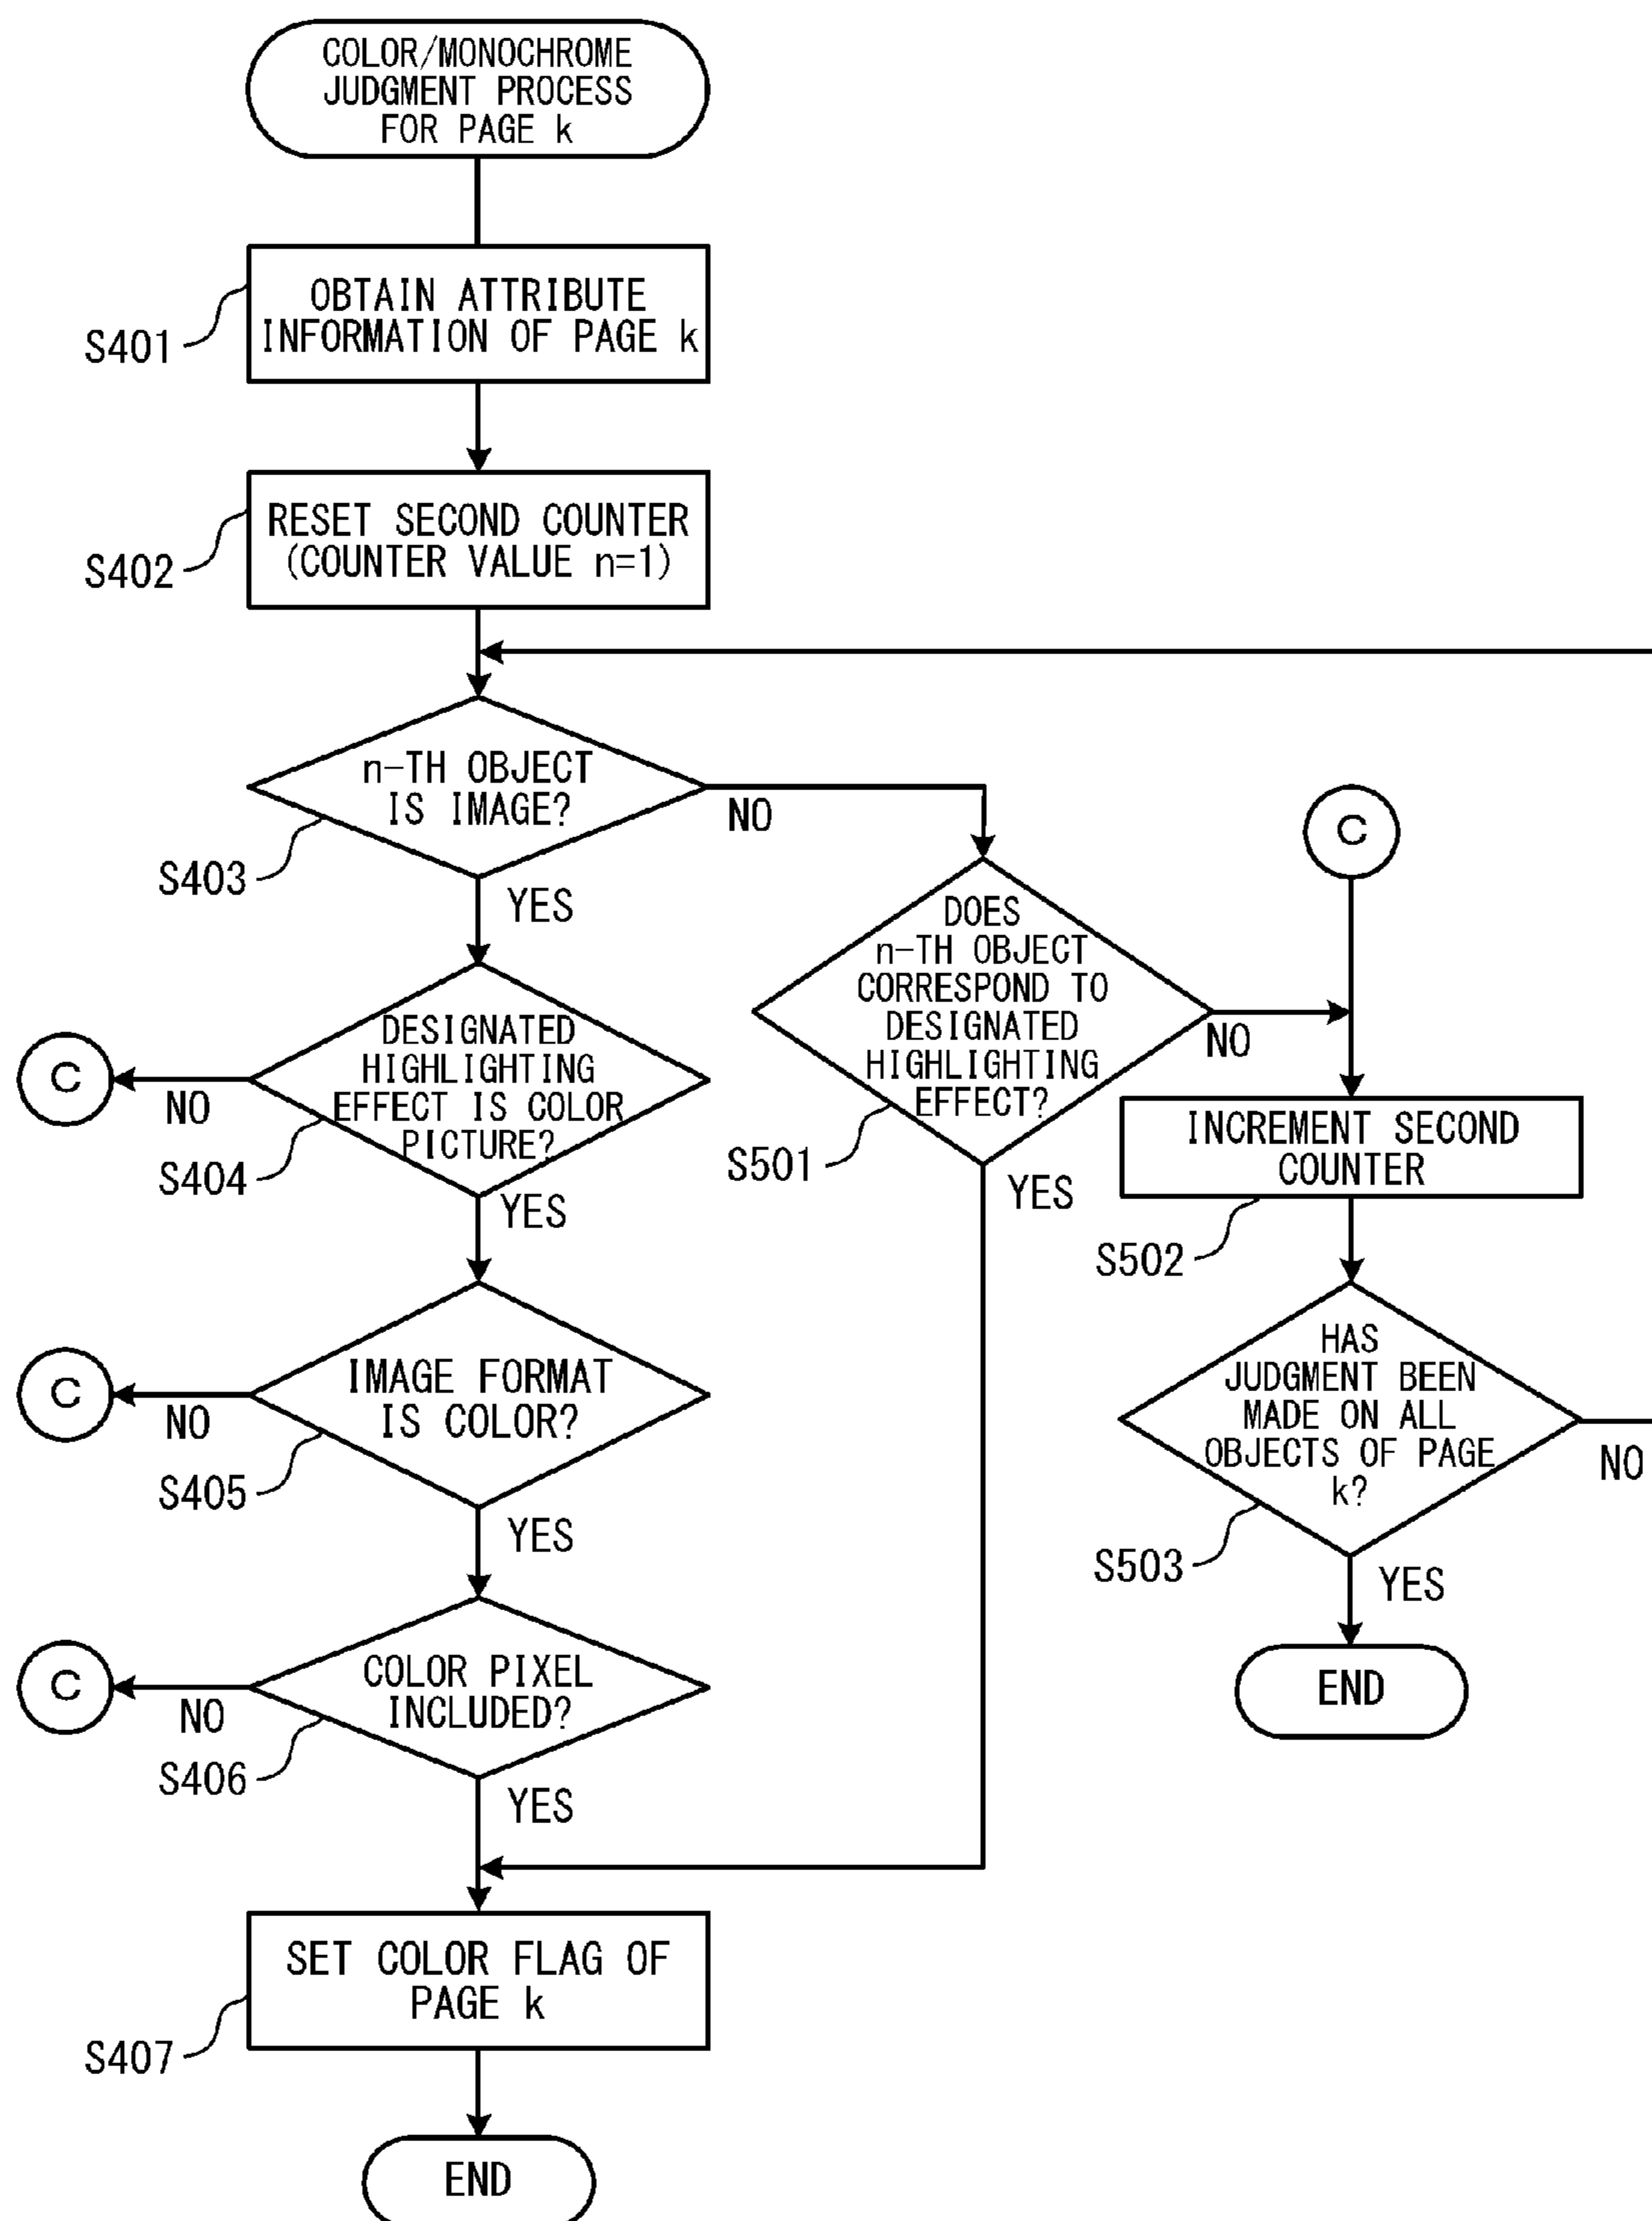 COLOR/MONOCHROME
JUDGMENT PROCESS
FOR PAGE k
OBTAIN ATTRIBUTE
INFORMATION OF PAGE k
S401
RESET SECOND COUNTER
(COUNTER VALUE n=1)
S402
n-TH OBJECT
IS IMAGE?
NO
S403
YES
DESIGNATED
HIGHLIGHTING
EFFECT IS COLOR
PICTURE?
C
NO
S404
YES
IMAGE FORMAT
IS COLOR?
C
NO
S405
YES
COLOR PIXEL
INCLUDED?
C
NO
S406
YES
SET COLOR FLAG OF
PAGE k
S407
END
DOES
n-TH OBJECT
CORRESPOND TO
DESIGNATED
HIGHLIGHTING
EFFECT?
NO
S501
YES
C
INCREMENT SECOND
COUNTER
S502
HAS
JUDGMENT BEEN
MADE ON ALL
OBJECTS OF PAGE
k?
NO
S503
YES
END